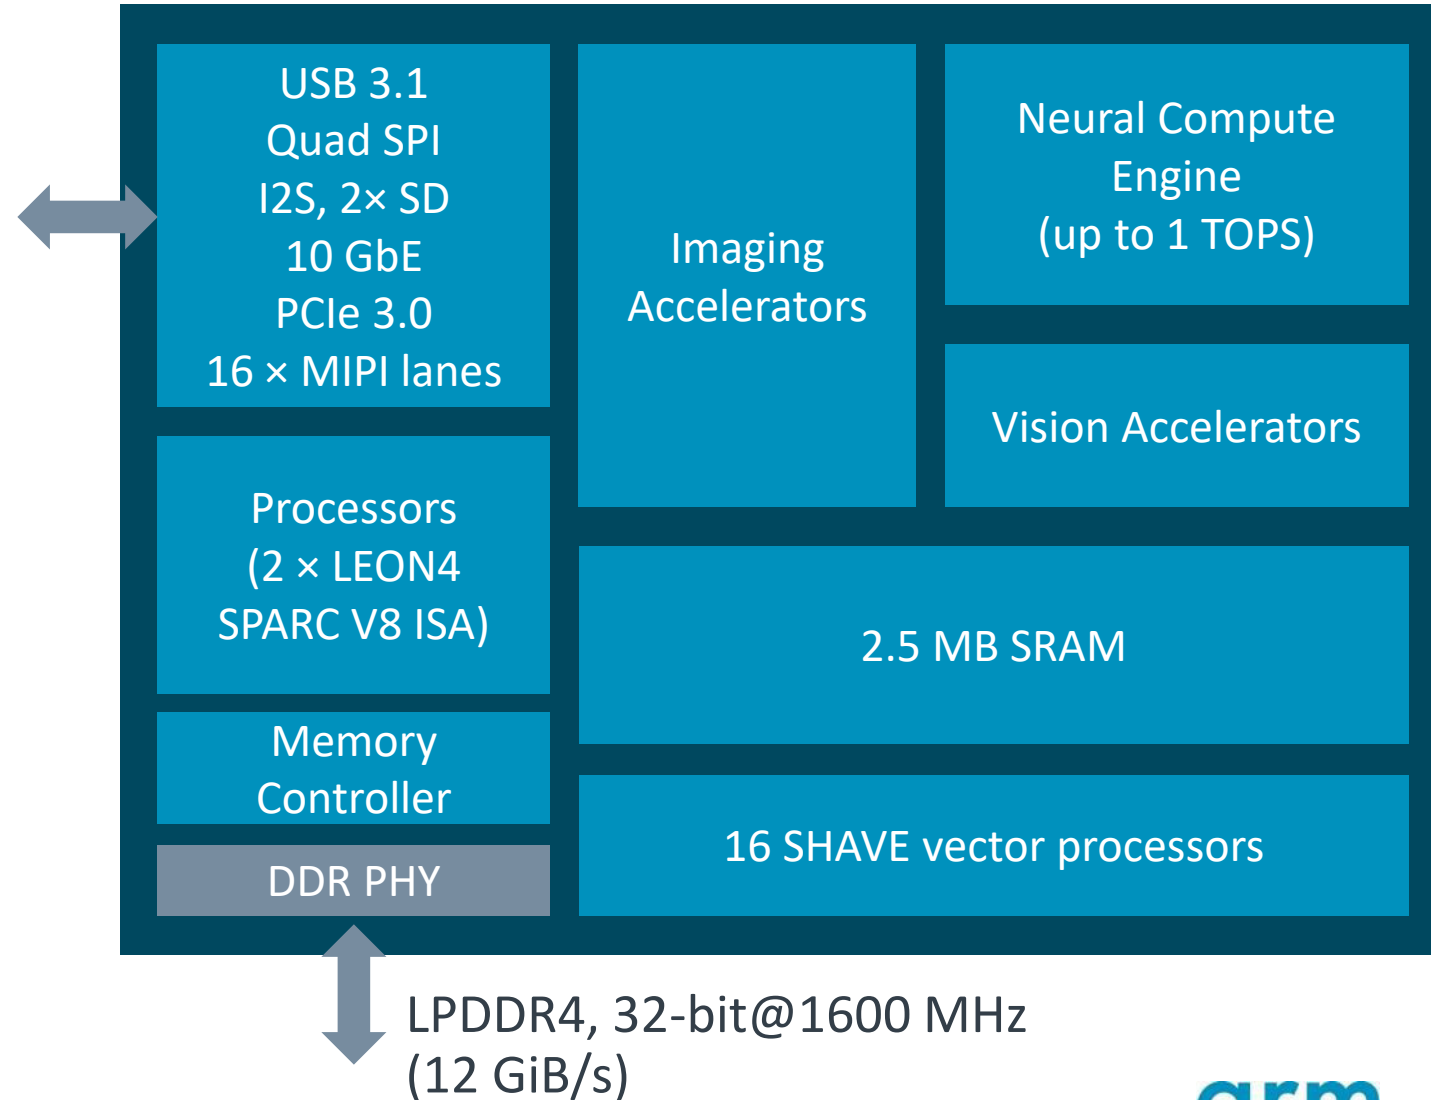 USB 3.1
Quad SPI
I2S, 2× SD
10 GbE
PCIe 3.0
16 × MIPI lanes
Imaging
Accelerators
Neural Compute
Engine
(up to 1 TOPS)
Vision Accelerators
Processors
(2 × LEON4
SPARC V8 ISA)
2.5 MB SRAM
Memory
Controller
16 SHAVE vector processors
DDR PHY
LPDDR4, 32-bit@1600 MHz
(12 GiB/s)
arm